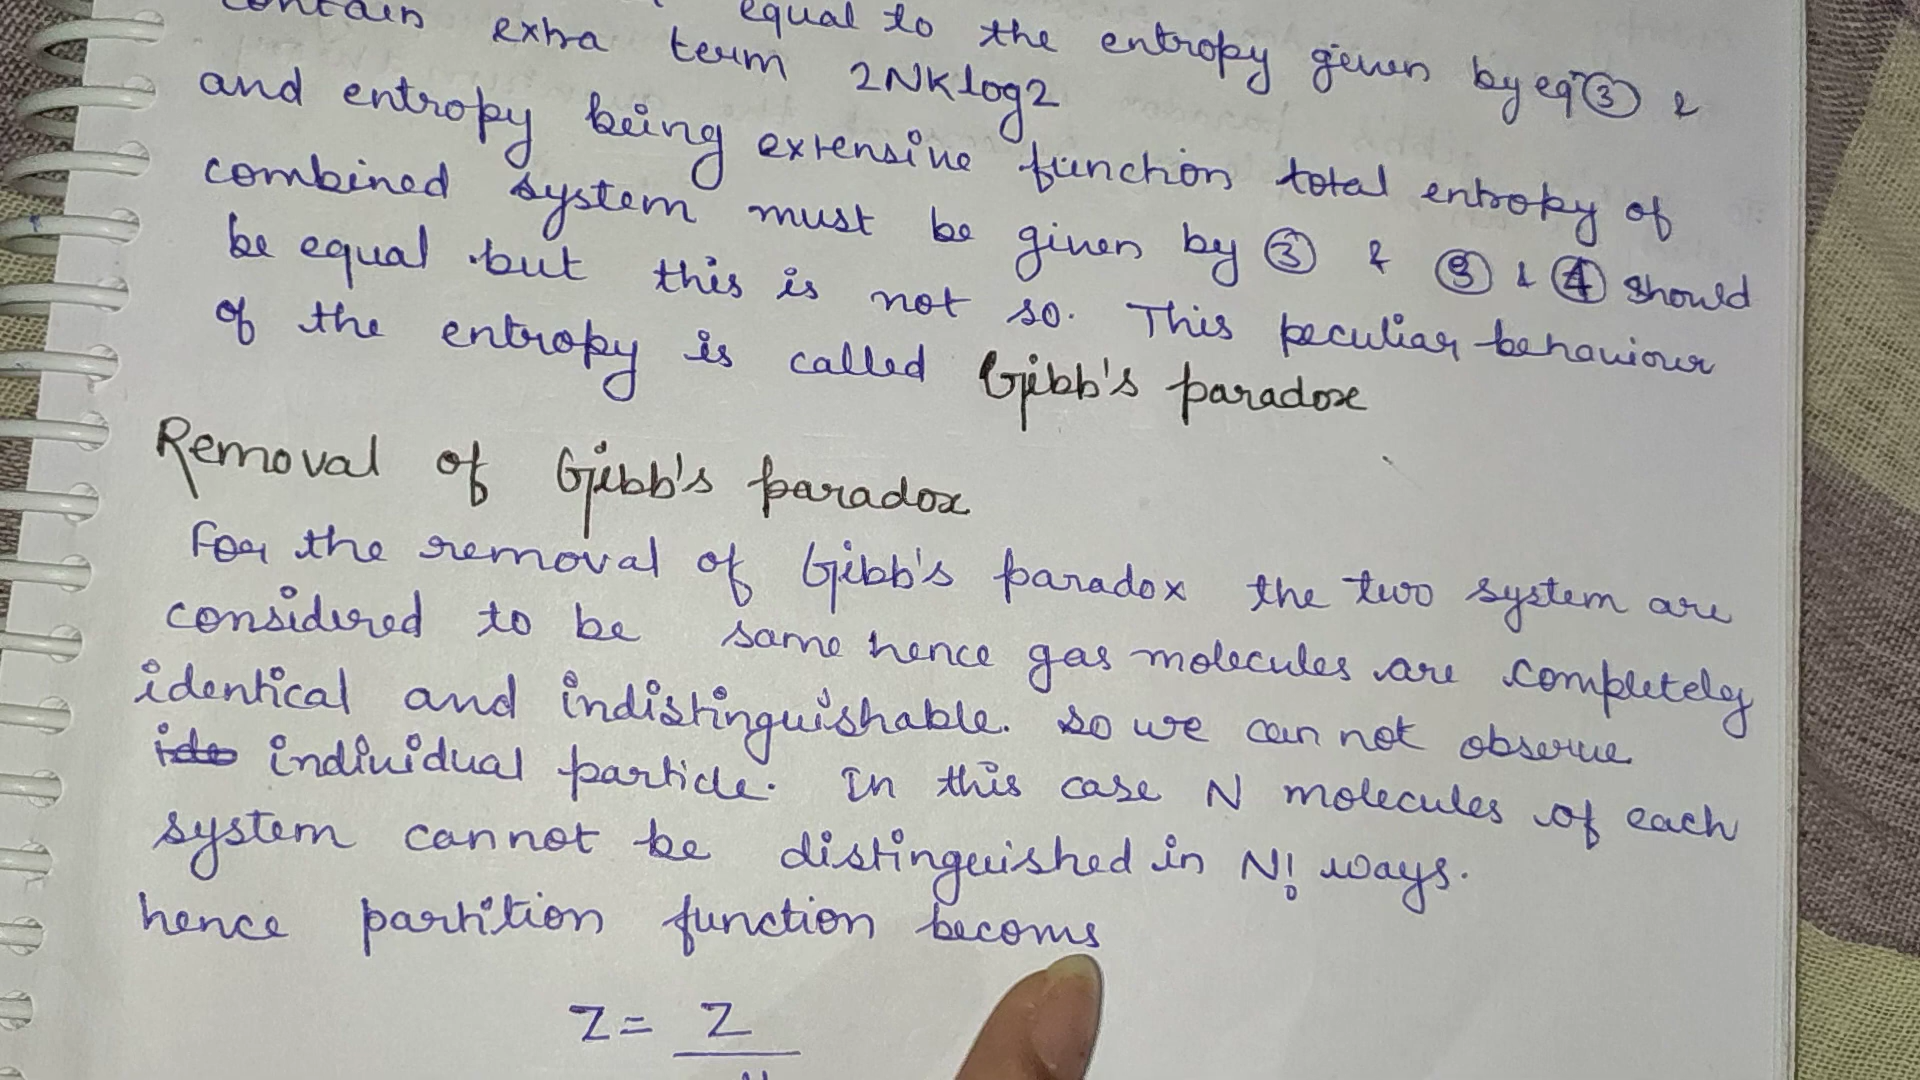 contain extra term 2NKlog2
equal to the entropy given by eqn ③ &
and entropy being extensive function total entropy of
combined system must be given by ③ & ③ & ④ should
be equal but this is not so. This peculiar behaviour
of the entropy is called Gibb's paradox
Removal of Gibb's paradox
For the removal of Gibb's paradox the two system are
considered to be same hence gas molecules are completely
identical and indistinguishable. so we can not observe
individual particle. In this case N molecules of each
system cannot be distinguished in N! ways.
hence partition function becoms
Z = Z